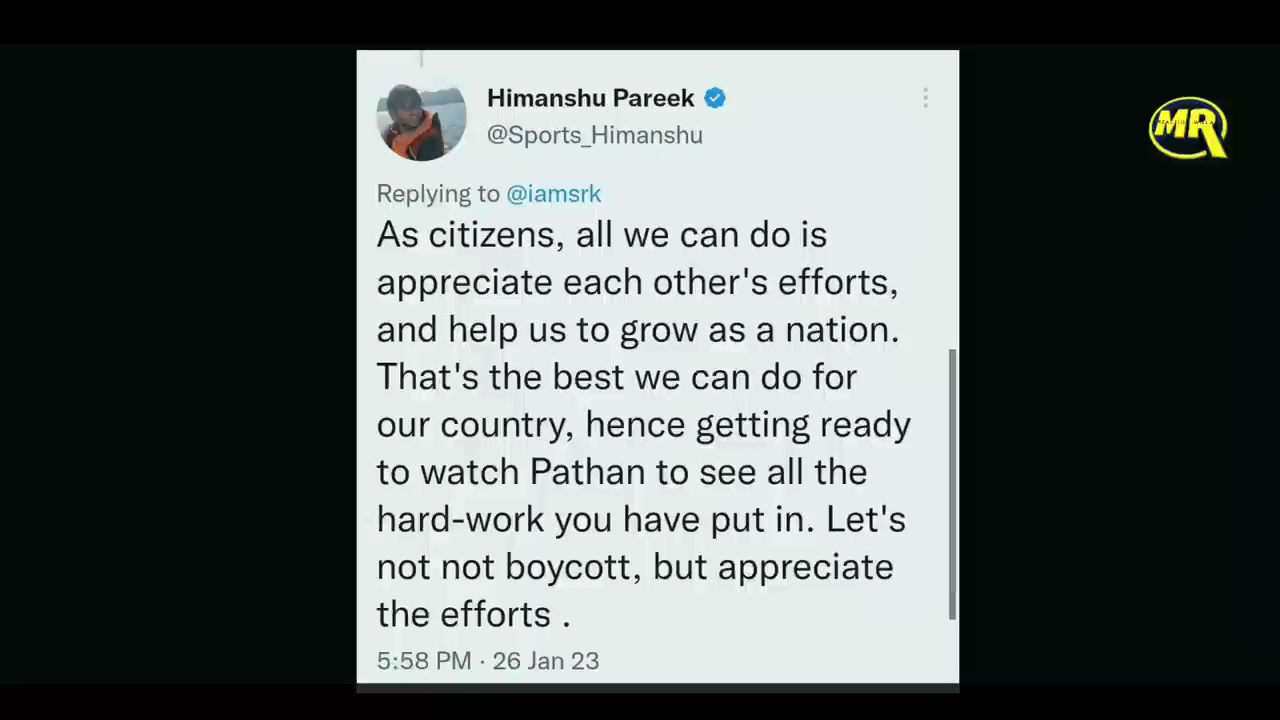 Himanshu Pareek
@Sports_Himanshu
MR
Replying to @iamsrk
As citizens, all we can do is
appreciate each other's efforts,
and help us to grow as a nation.
That's the best we can do for
our country, hence getting ready
to watch Pathan to see all the
hard-work you have put in. Let's
not not boycott, but appreciate
the efforts .
5:58 PM · 26 Jan 23